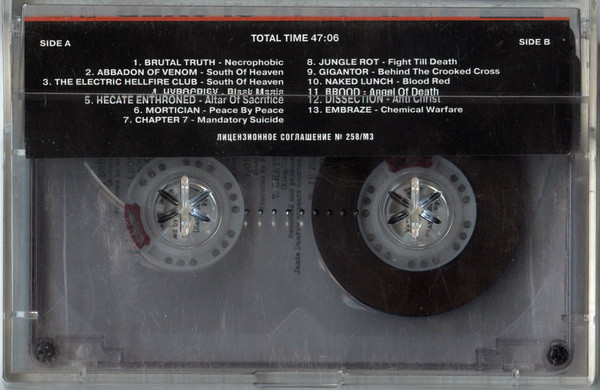 SIDE A
TOTAL TIME 47:06
SIDE B
1. BRUTAL TRUTH - Necrophobic
2. ABBADON OF VENOM - South Of Heaven
3. THE ELECTRIC HELLFIRE CLUB - South Of Heaven
4. HYPOCRISY - Black Magic
5. HECATE ENTHRONED - Altar Of Sacrifice
6. MORTICIAN - Peace By Peace
7. CHAPTER 7 - Mandatory Suicide
8. JUNGLE ROT - Fight Till Death
9. GIGANTOR - Behind The Crooked Cross
10. NAKED LUNCH - Blood Red
11. BROOD - Angel Of Death
12. DISSECTION - Anti Christ
13. EMBRAZE - Chemical Warfare
ЛИЦЕНЗИОННОЕ СОГЛАШЕНИЕ № 258/МЗ